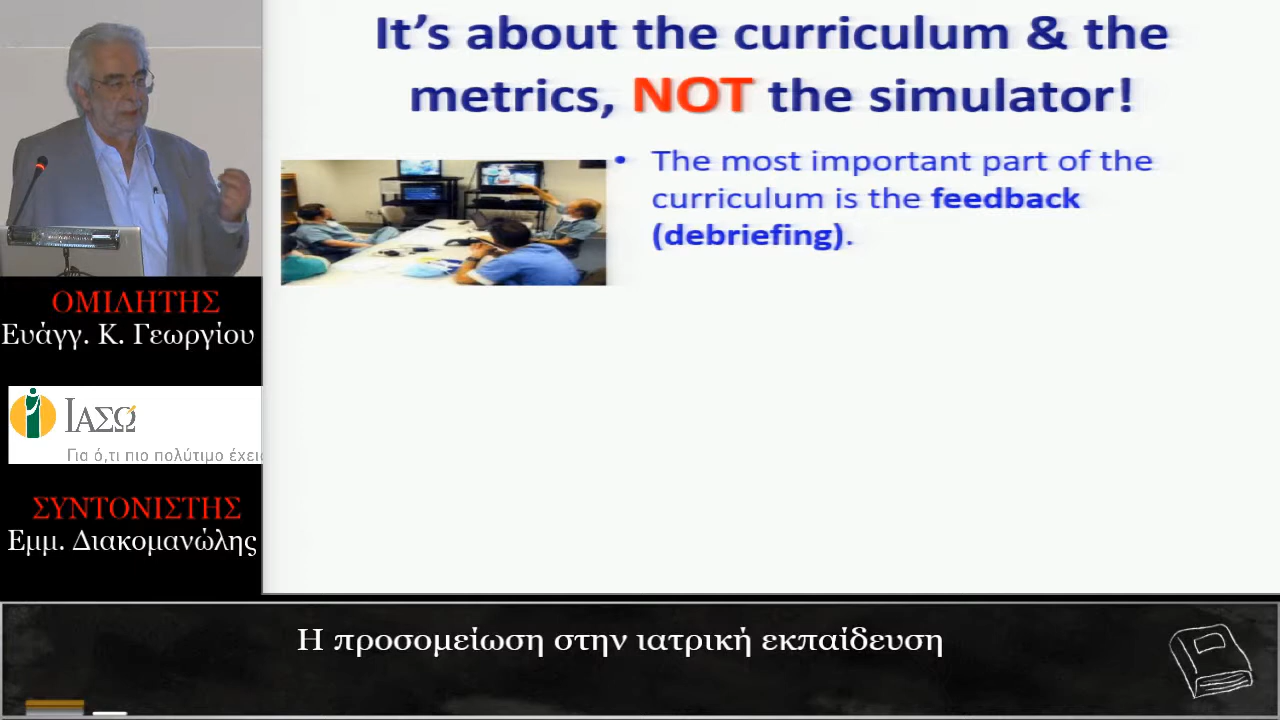 It's about the curriculum & the
metrics, NOT the simulator!
• The most important part of the
curriculum is the feedback
(debriefing).
ΟΜΙΛΗΤΗΣ
Ευάγγ. Κ. Γεωργίου
ΙΑΣΩ
Για ό,τι πιο πολύτιμο έχεις
ΣΥΝΤΟΝΙΣΤΗΣ
Εμμ. Διακομανώλης
Η προσομείωση στην ιατρική εκπαίδευση